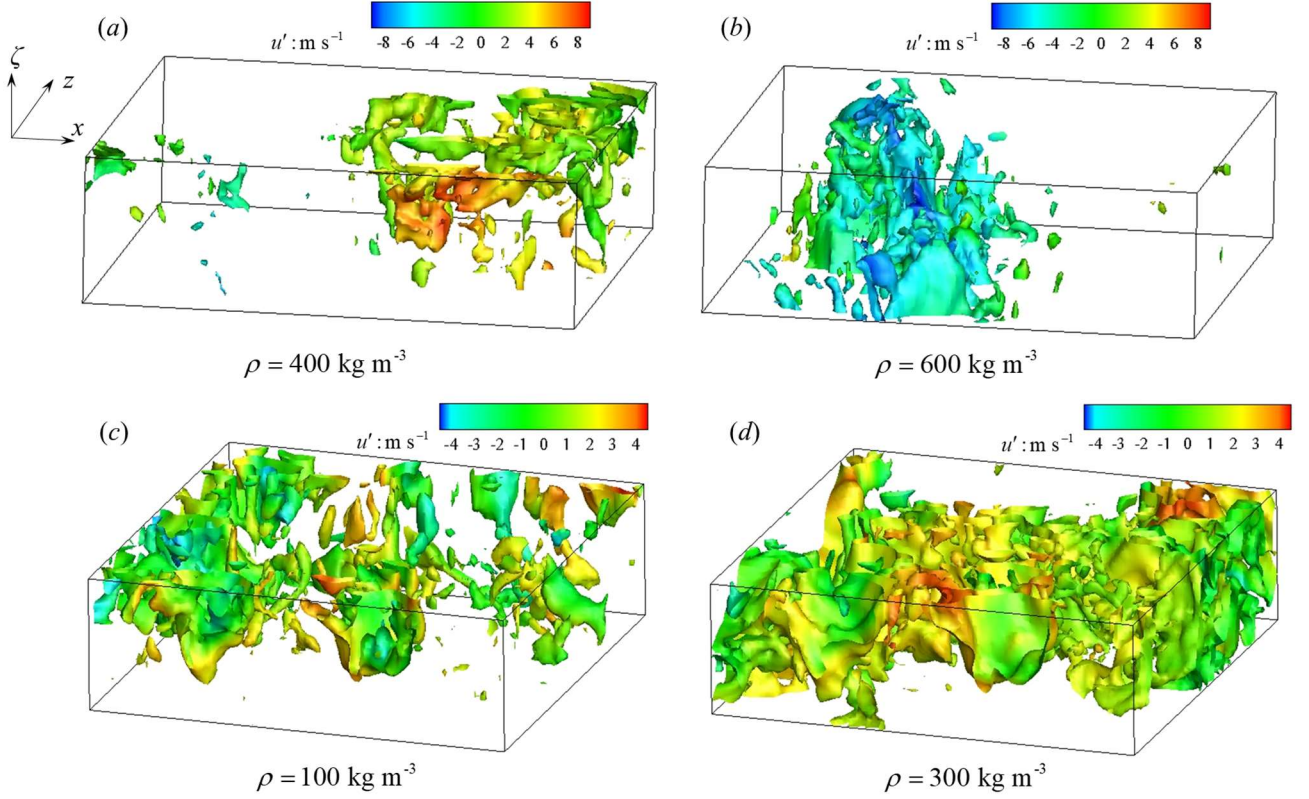 (a)
u′ : m s⁻¹
-8 -6 -4 -2 0 2 4 6 8
ζ
z
x
ρ = 400 kg m⁻³
(b)
u′ : m s⁻¹
-8 -6 -4 -2 0 2 4 6 8
ρ = 600 kg m⁻³
(c)
u′ : m s⁻¹
-4 -3 -2 -1 0 1 2 3 4
ρ = 100 kg m⁻³
(d)
u′ : m s⁻¹
-4 -3 -2 -1 0 1 2 3 4
ρ = 300 kg m⁻³